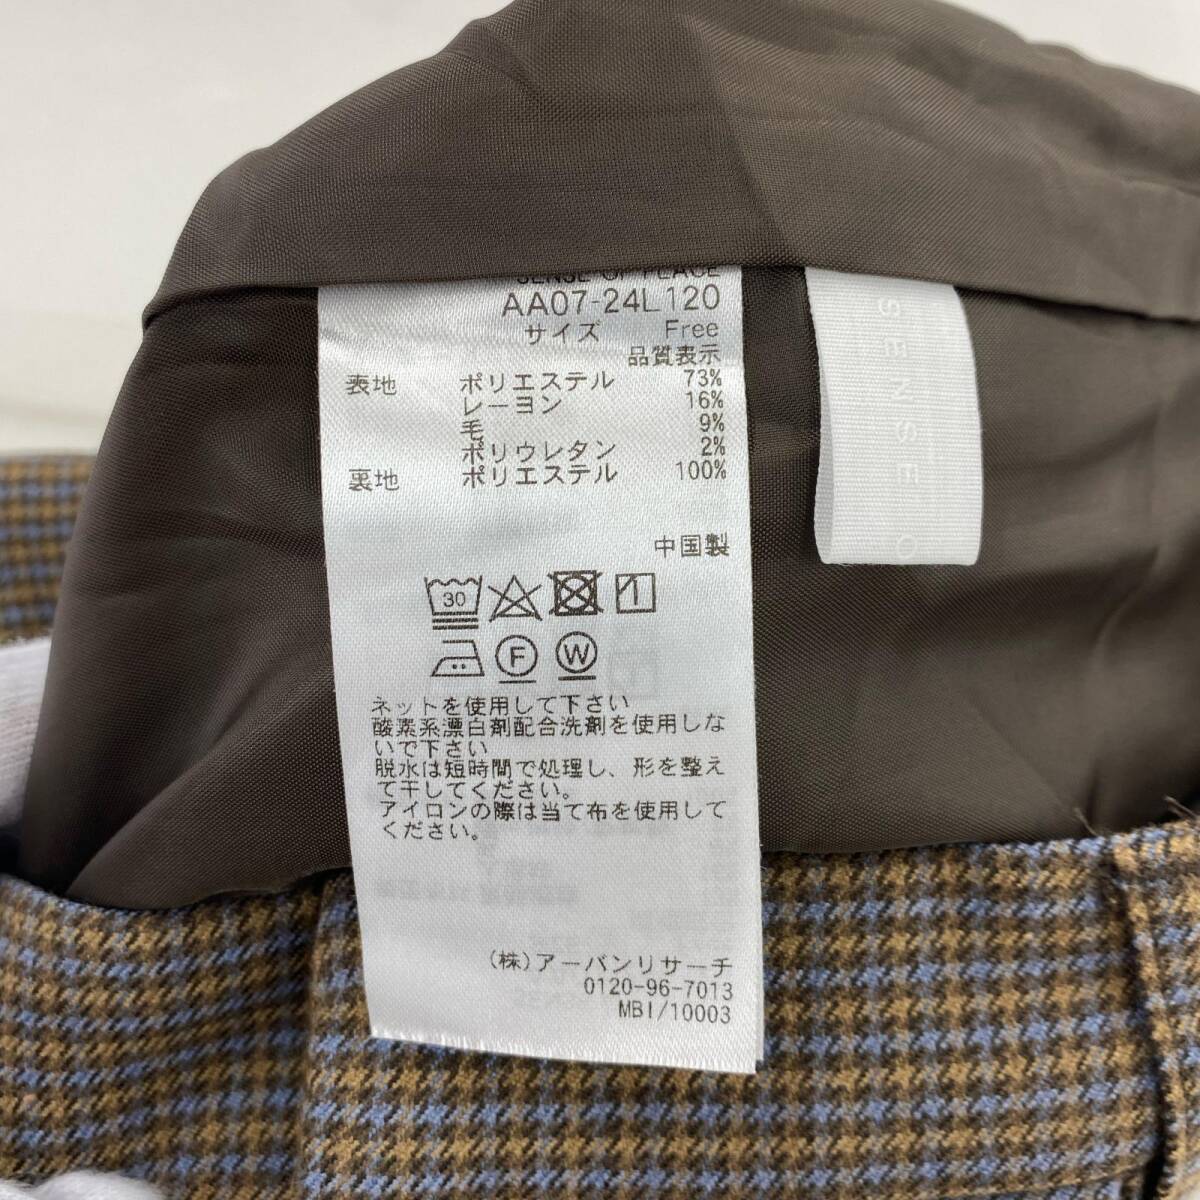 SENSE OF PLACE
AA07-24L120
サイズ Free
品質表示
表地 ポリエステル 73%
レーヨン 16%
毛 9%
ポリウレタン 2%
裏地 ポリエステル 100%
中国製
30
F W
ネットを使用して下さい
酸素系漂白剤配合洗剤を使用しな
いで下さい
脱水は短時間で処理し、形を整え
て干してください。
アイロンの際は当て布を使用して
ください。
(株)アーバンリサーチ
0120-96-7013
MBI/10003
SENSE O